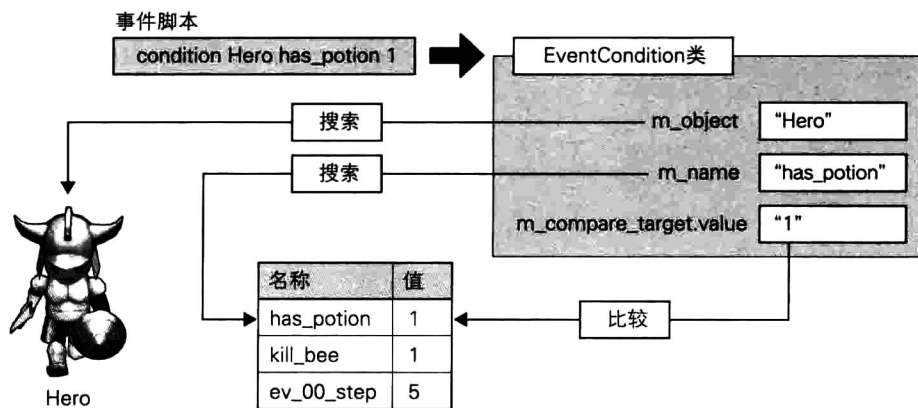 事件脚本
condition Hero has_potion 1
EventCondition类
搜索
m_object
“Hero”
搜索
m_name
“has_potion”
m_compare_target.value
“1”
名称 值
has_potion 1
kill_bee 1
ev_00_step 5
比较
Hero